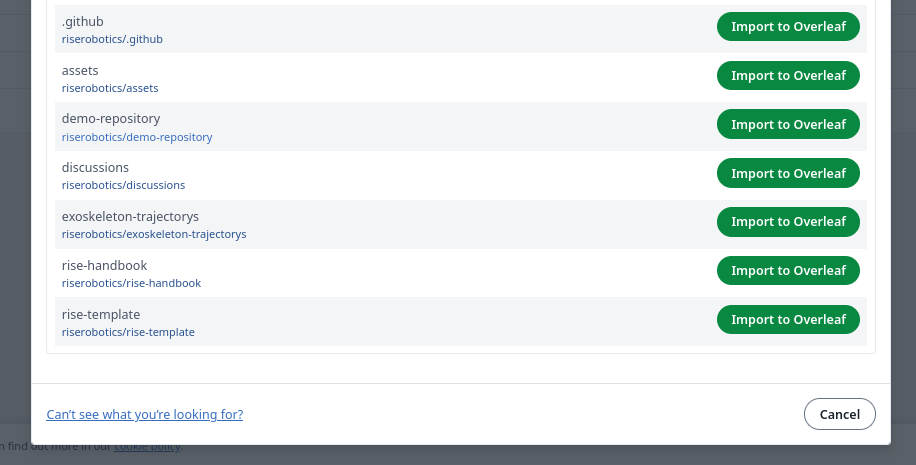 .github
Import to Overleaf
riserobotics/.github
assets
Import to Overleaf
riserobotics/assets
demo-repository
Import to Overleaf
riserobotics/demo-repository
discussions
Import to Overleaf
riserobotics/discussions
exoskeleton-trajectorys
Import to Overleaf
riserobotics/exoskeleton-trajectorys
rise-handbook
Import to Overleaf
riserobotics/rise-handbook
rise-template
Import to Overleaf
riserobotics/rise-template
Can't see what you're looking for?
Cancel
n find out more in our cookie policy.